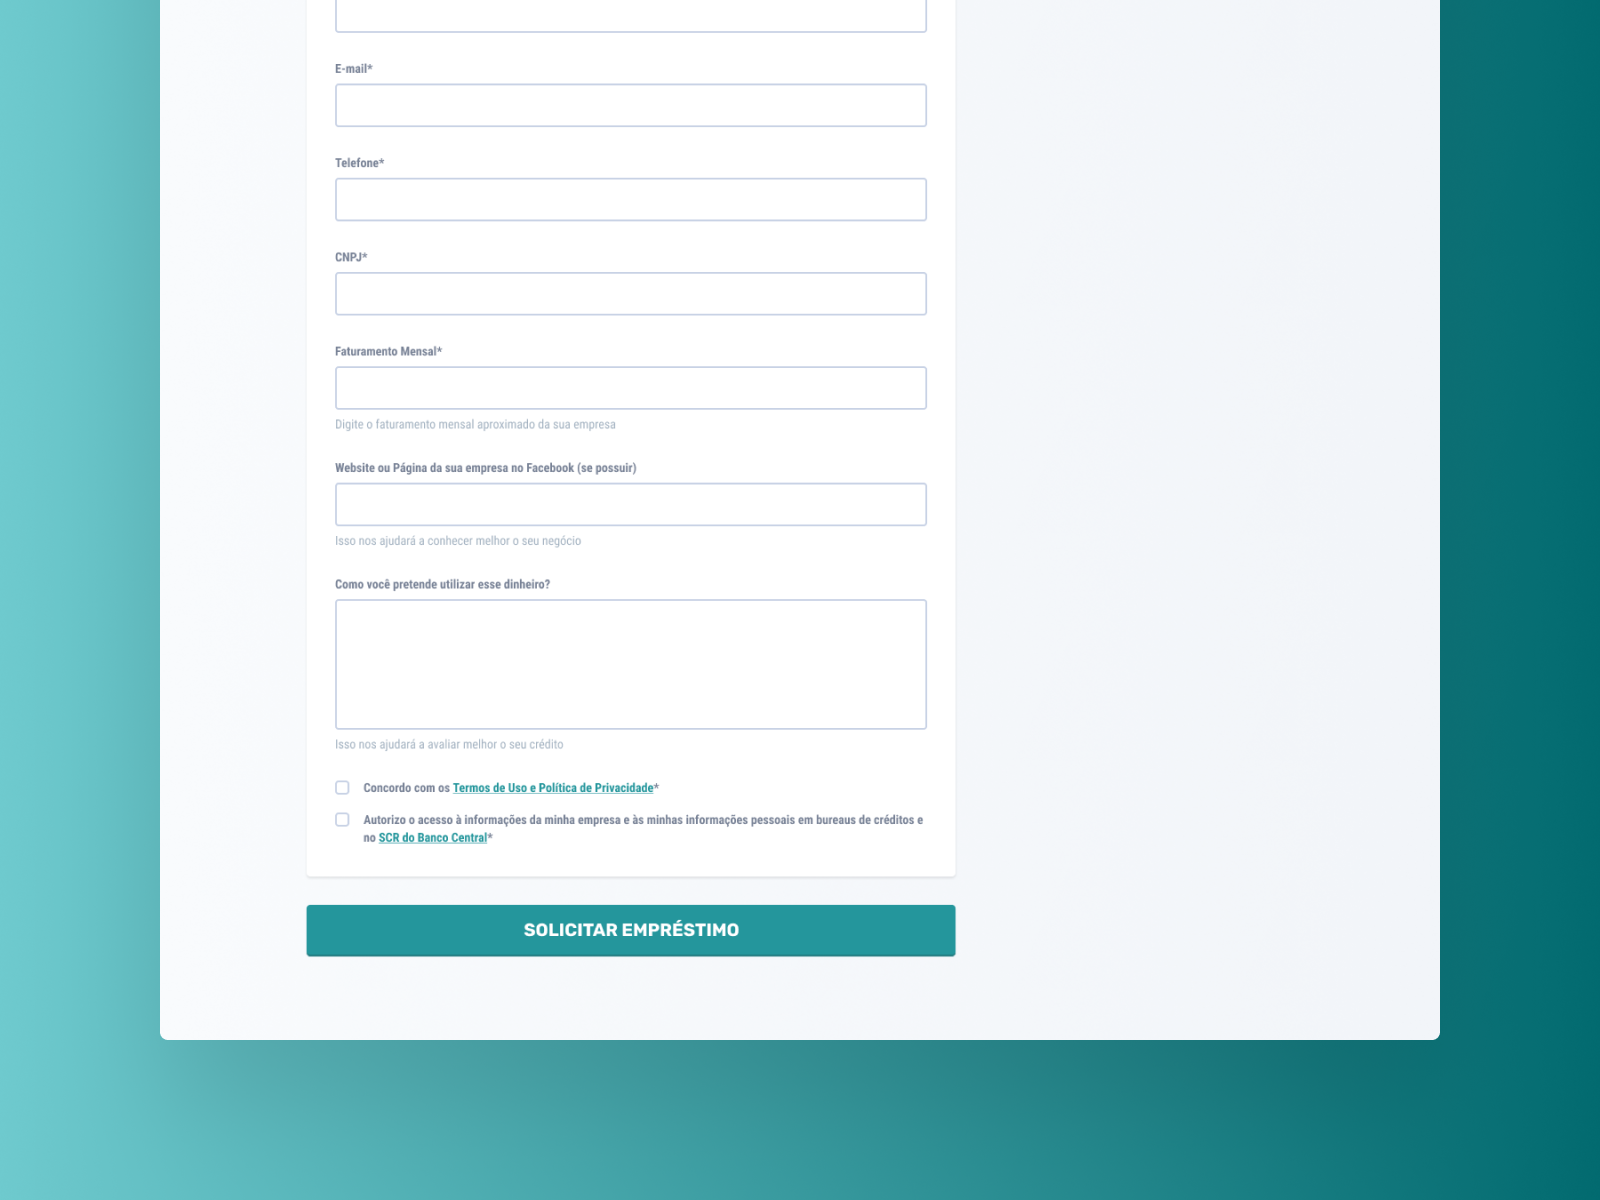 E-mail*
Telefone*
CNPJ*
Faturamento Mensal*
Digite o faturamento mensal aproximado da sua empresa
Website ou Página da sua empresa no Facebook (se possuir)
Isso nos ajudará a conhecer melhor o seu negócio
Como você pretende utilizar esse dinheiro?
Isso nos ajudará a avaliar melhor o seu crédito
Concordo com os Termos de Uso e Política de Privacidade*
Autorizo o acesso à informações da minha empresa e às minhas informações pessoais em bureaus de créditos e
no SCR do Banco Central*
SOLICITAR EMPRÉSTIMO